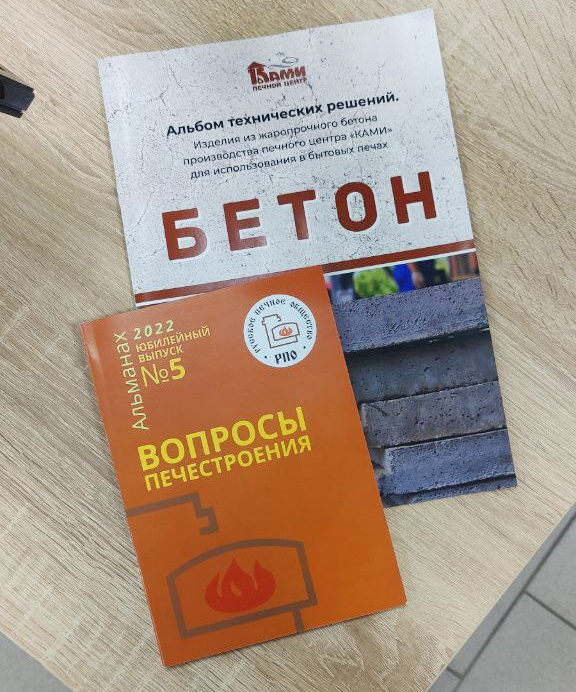 КАМИ
ПЕЧНОЙ ЦЕНТР
Альбом технических решений.
Изделия из жаропрочного бетона
производства печного центра «КАМИ»
для использования в бытовых печах
БЕТОН
Альманах
2022
ЮБИЛЕЙНЫЙ
ВЫПУСК
№5
РУССКОЕ ПЕЧНОЕ ОБЩЕСТВО
РПО
ВОПРОСЫ
ПЕЧЕСТРОЕНИЯ